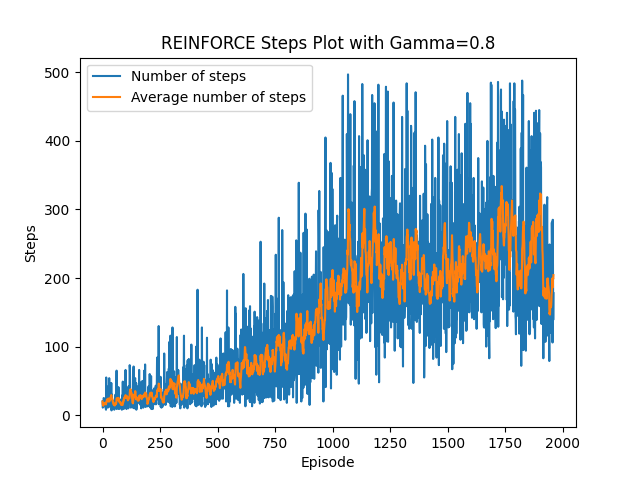 REINFORCE Steps Plot with Gamma=0.8
Number of steps
Average number of steps
500
400
300
200
100
0
Steps
0 250 500 750 1000 1250 1500 1750 2000
Episode